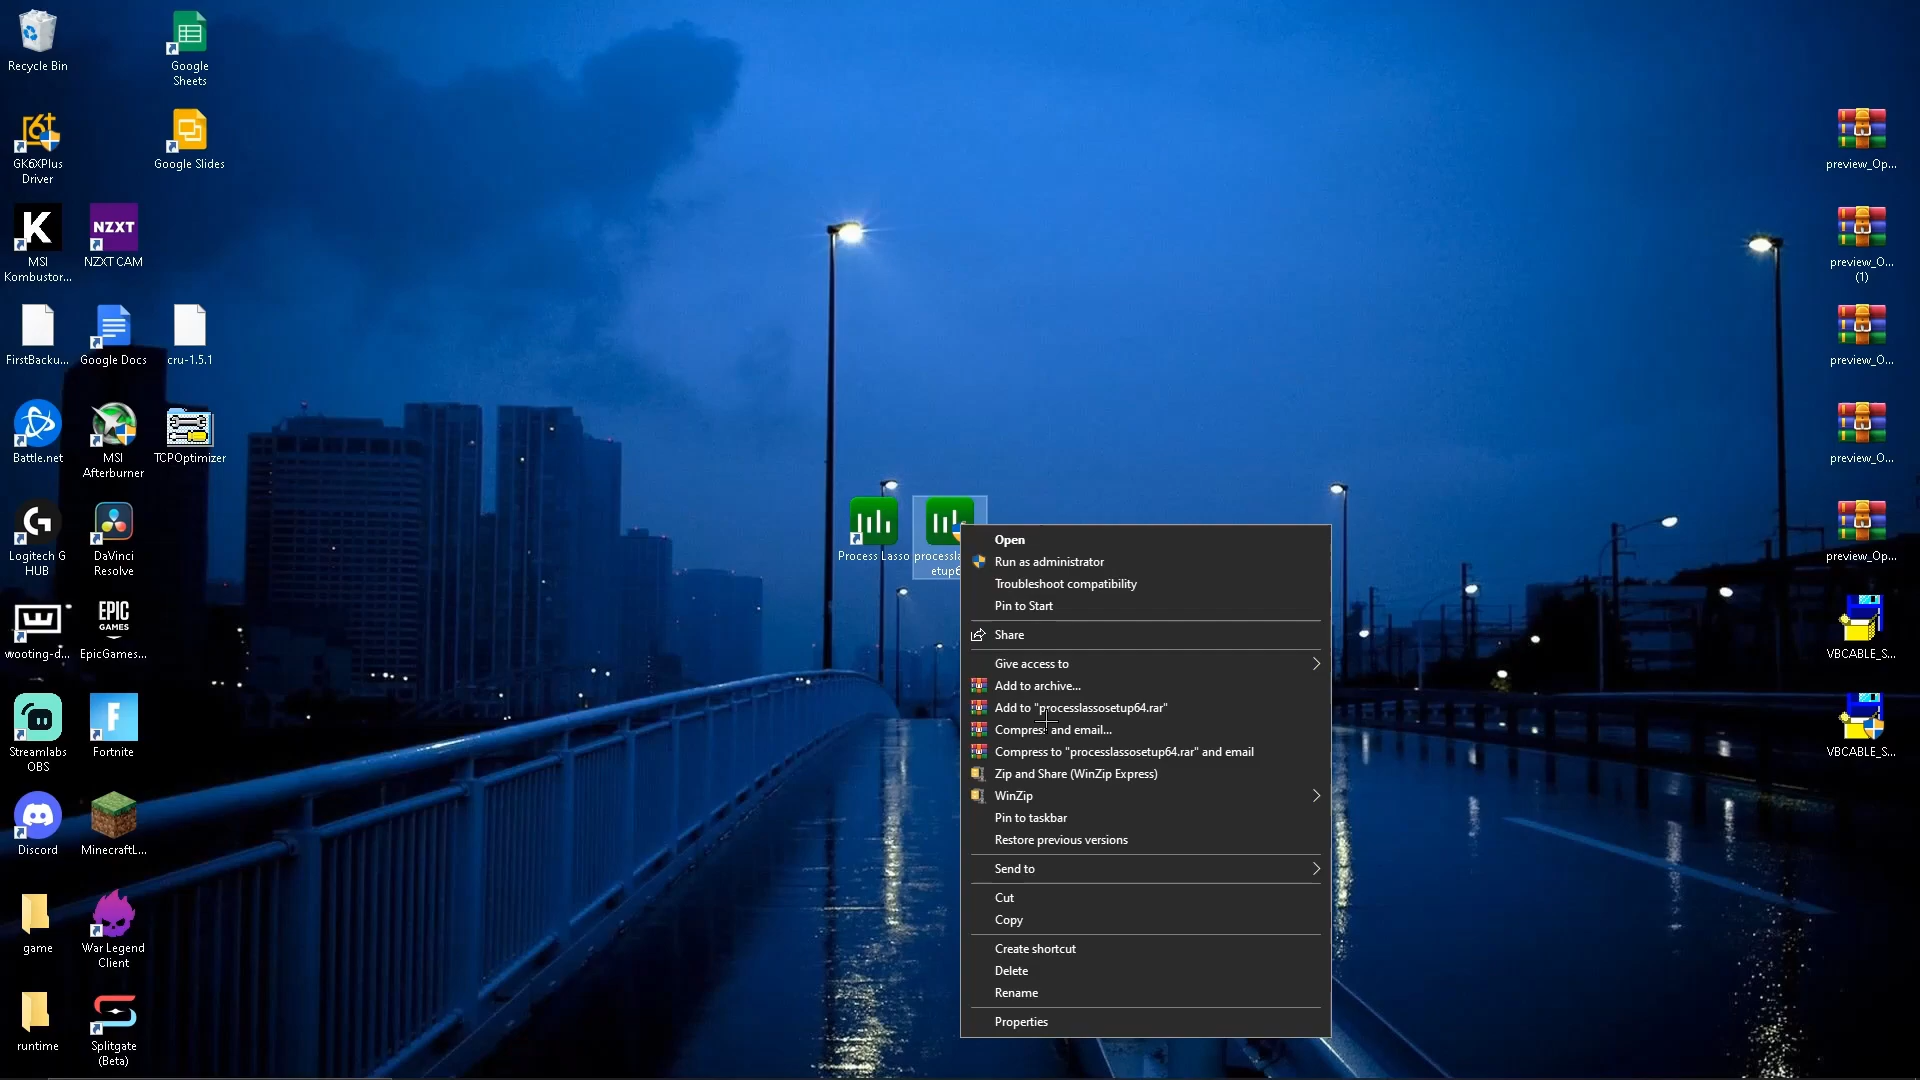 Recycle Bin
Google
Sheets
GK6XPlus
Driver
Google Slides
MSI
Kombustor...
NZXT
NZXT CAM
FirstBacku...
Google Docs
cru-1.5.1
Battle.net
MSI
Afterburner
TCPOptimizer
Logitech G
HUB
DaVinci
Resolve
wooting-d...
EPIC
GAMES
EpicGames...
Streamlabs
OBS
Fortnite
Discord
MinecraftL...
game
War Legend
Client
runtime
Splitgate
(Beta)
Process Lasso
processla
etup6
Open
Run as administrator
Troubleshoot compatibility
Pin to Start
Share
Give access to
Add to archive...
Add to "processlassosetup64.rar"
Compress and email...
Compress to "processlassosetup64.rar" and email
Zip and Share (WinZip Express)
WinZip
Pin to taskbar
Restore previous versions
Send to
Cut
Copy
Create shortcut
Delete
Rename
Properties
preview_Op...
preview_O...
(1)
preview_O...
preview_O...
preview_Op...
VBCABLE_S...
VBCABLE_S...